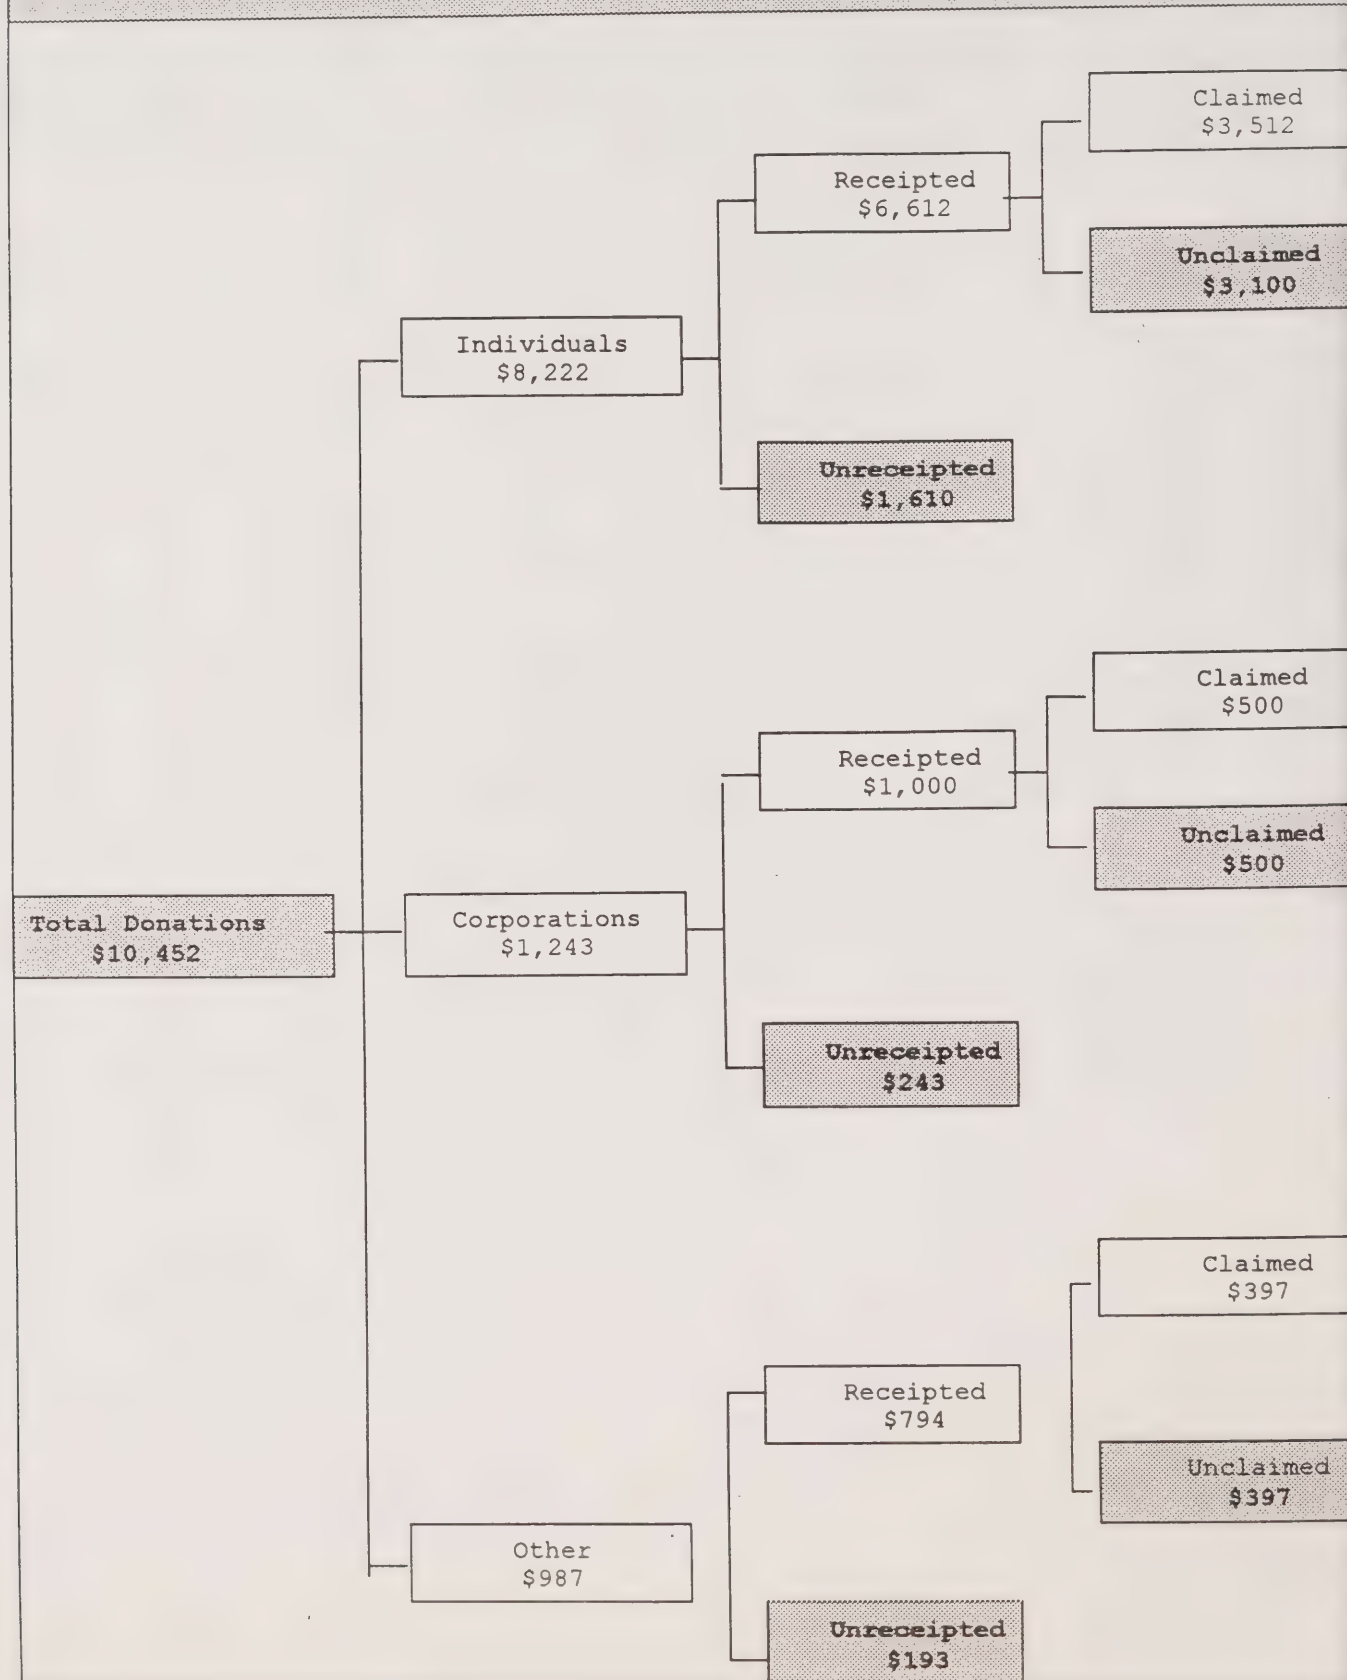 Claimed
$3,512
Receipted
$6,612
Unclaimed
$3,100
Individuals
$8,222
Unreceipted
$1,610
Claimed
$500
Receipted
$1,000
Unclaimed
$500
Total Donations
$10,452
Corporations
$1,243
Unreceipted
$243
Claimed
$397
Receipted
$794
Unclaimed
$397
Other
$987
Unreceipted
$193